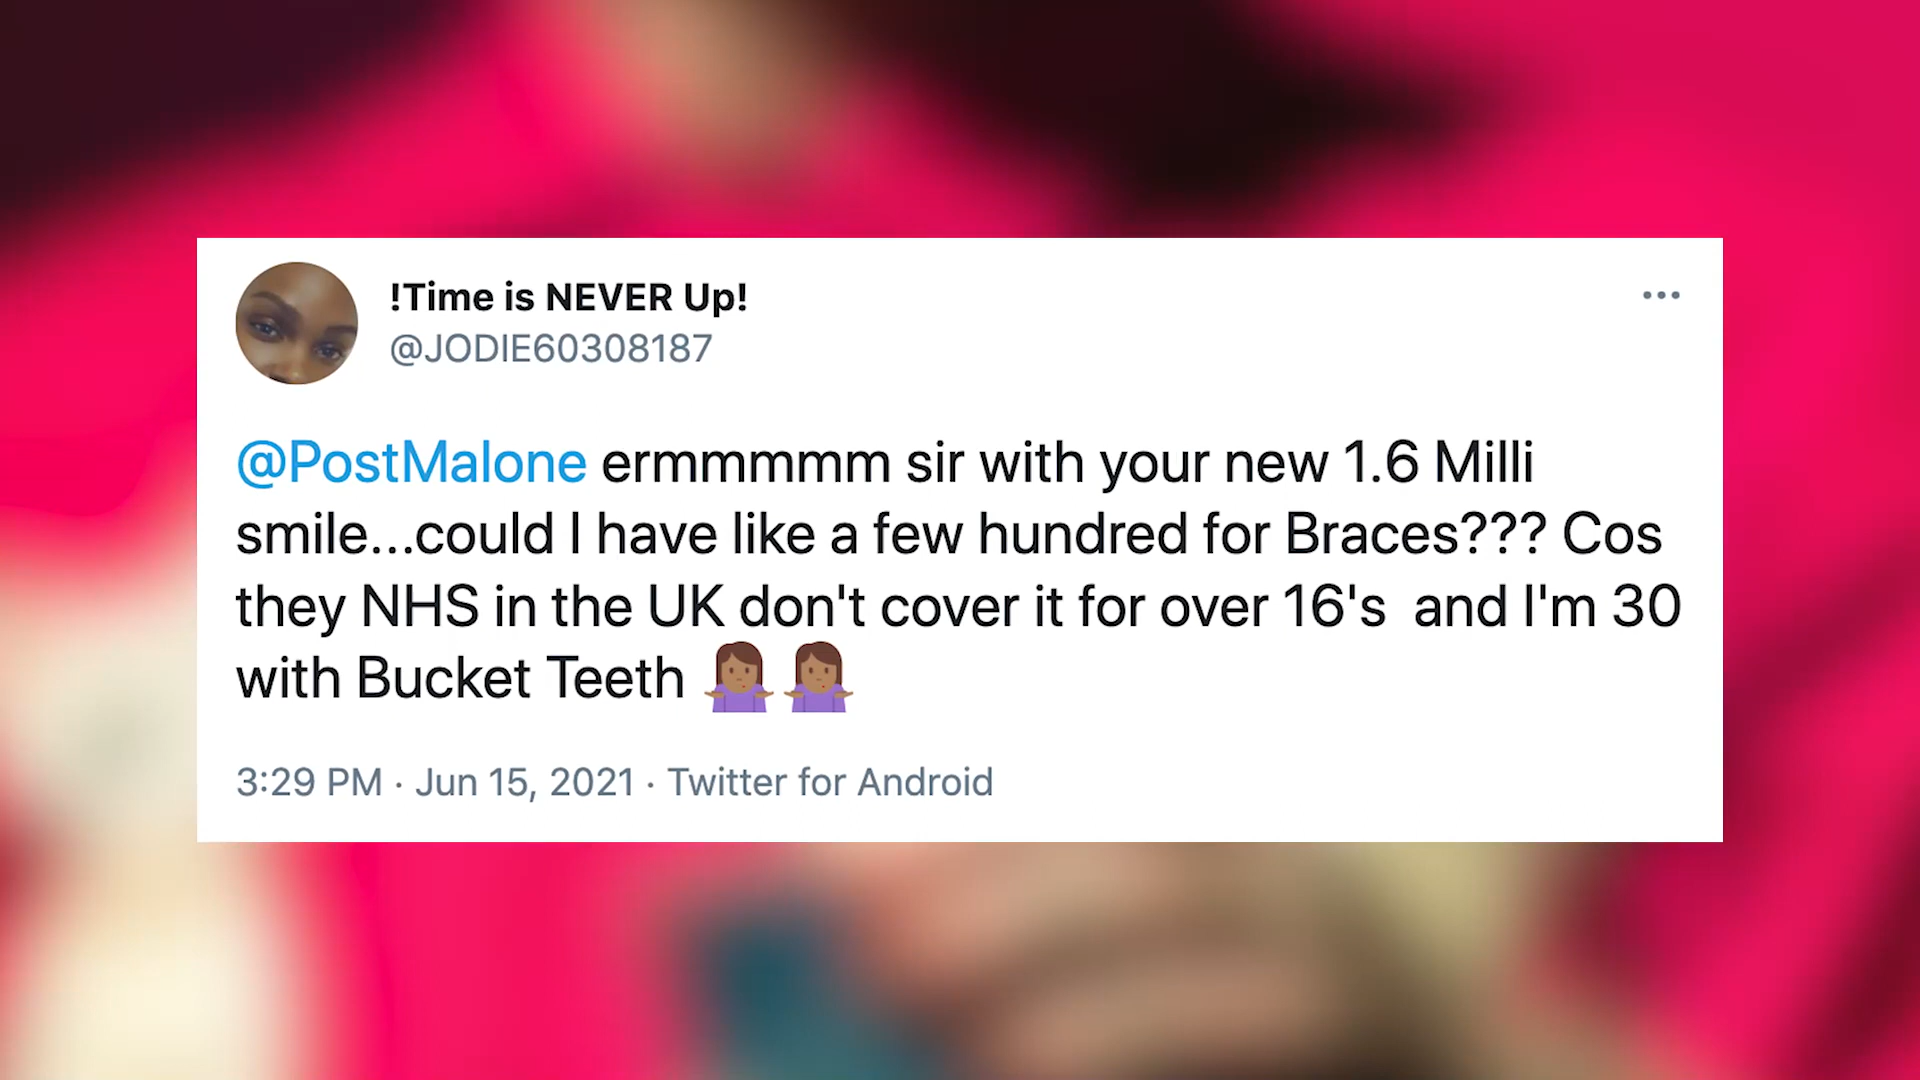 !Time is NEVER Up!
@JODIE60308187
@PostMalone ermmmmm sir with your new 1.6 Milli
smile...could I have like a few hundred for Braces??? Cos
they NHS in the UK don't cover it for over 16's  and I'm 30
with Bucket Teeth 🤷🏾‍♀️🤷🏾‍♀️
3:29 PM · Jun 15, 2021 · Twitter for Android